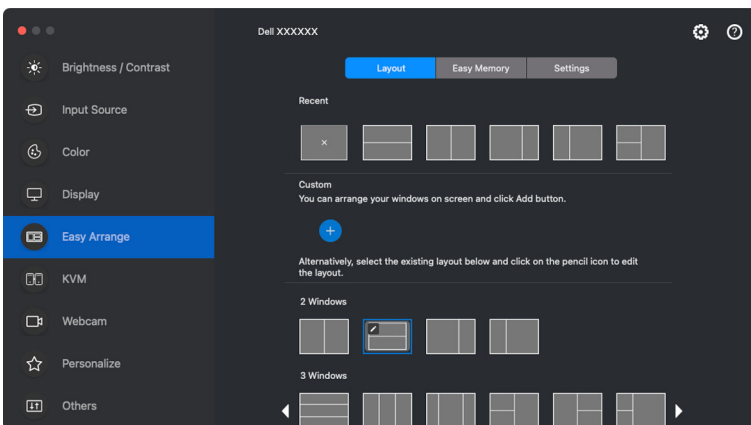 Dell XXXXXX
Brightness / Contrast
Input Source
Color
Display
Easy Arrange
KVM
Webcam
Personalize
Others
Layout
Easy Memory
Settings
Recent
Custom
You can arrange your windows on screen and click Add button.
Alternatively, select the existing layout below and click on the pencil icon to edit
the layout.
2 Windows
3 Windows